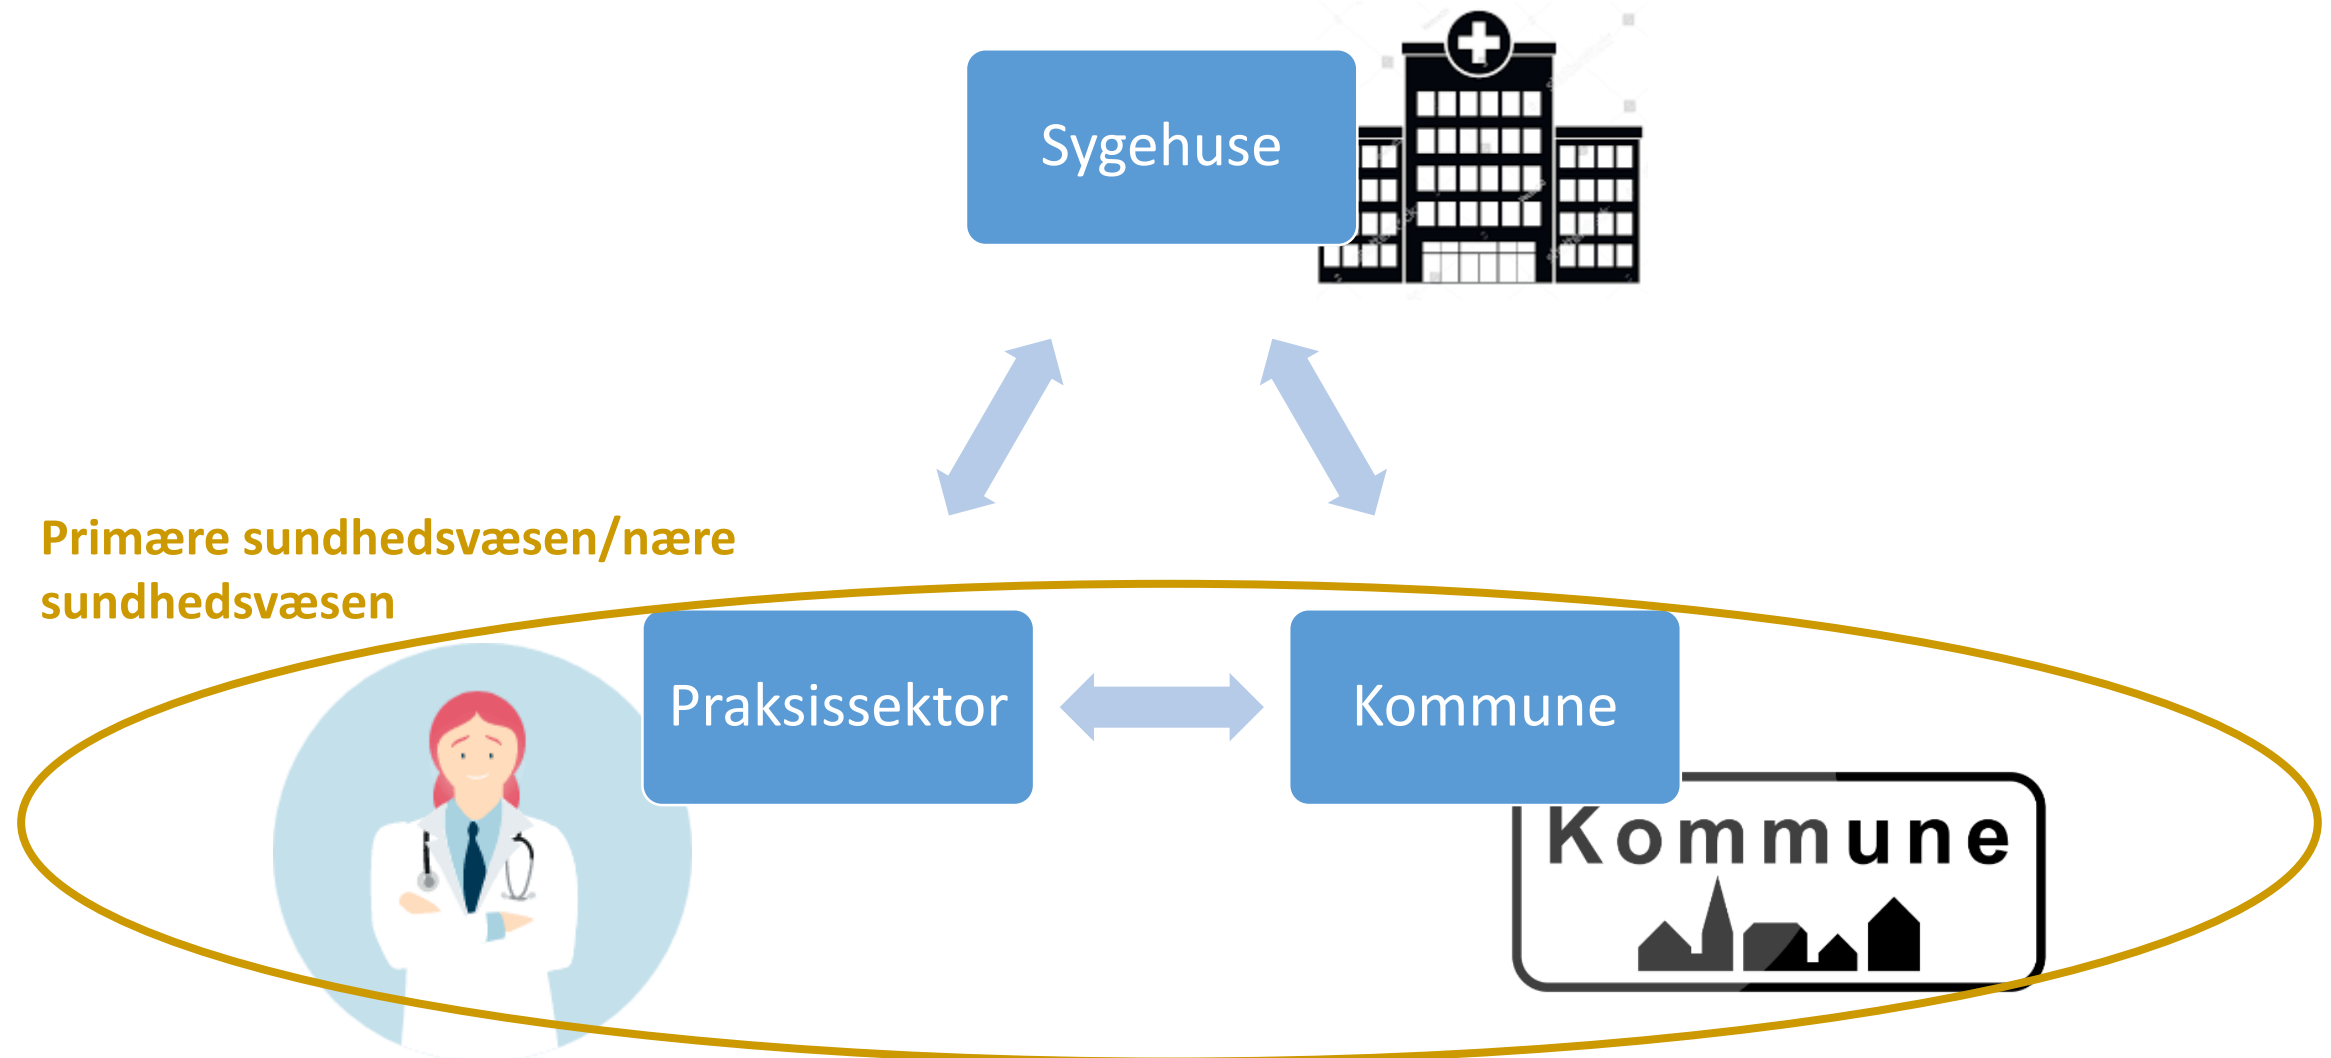 Sygehuse
Primære sundhedsvæsen/nære
sundhedsvæsen
Praksissektor
Kommune
Kommune